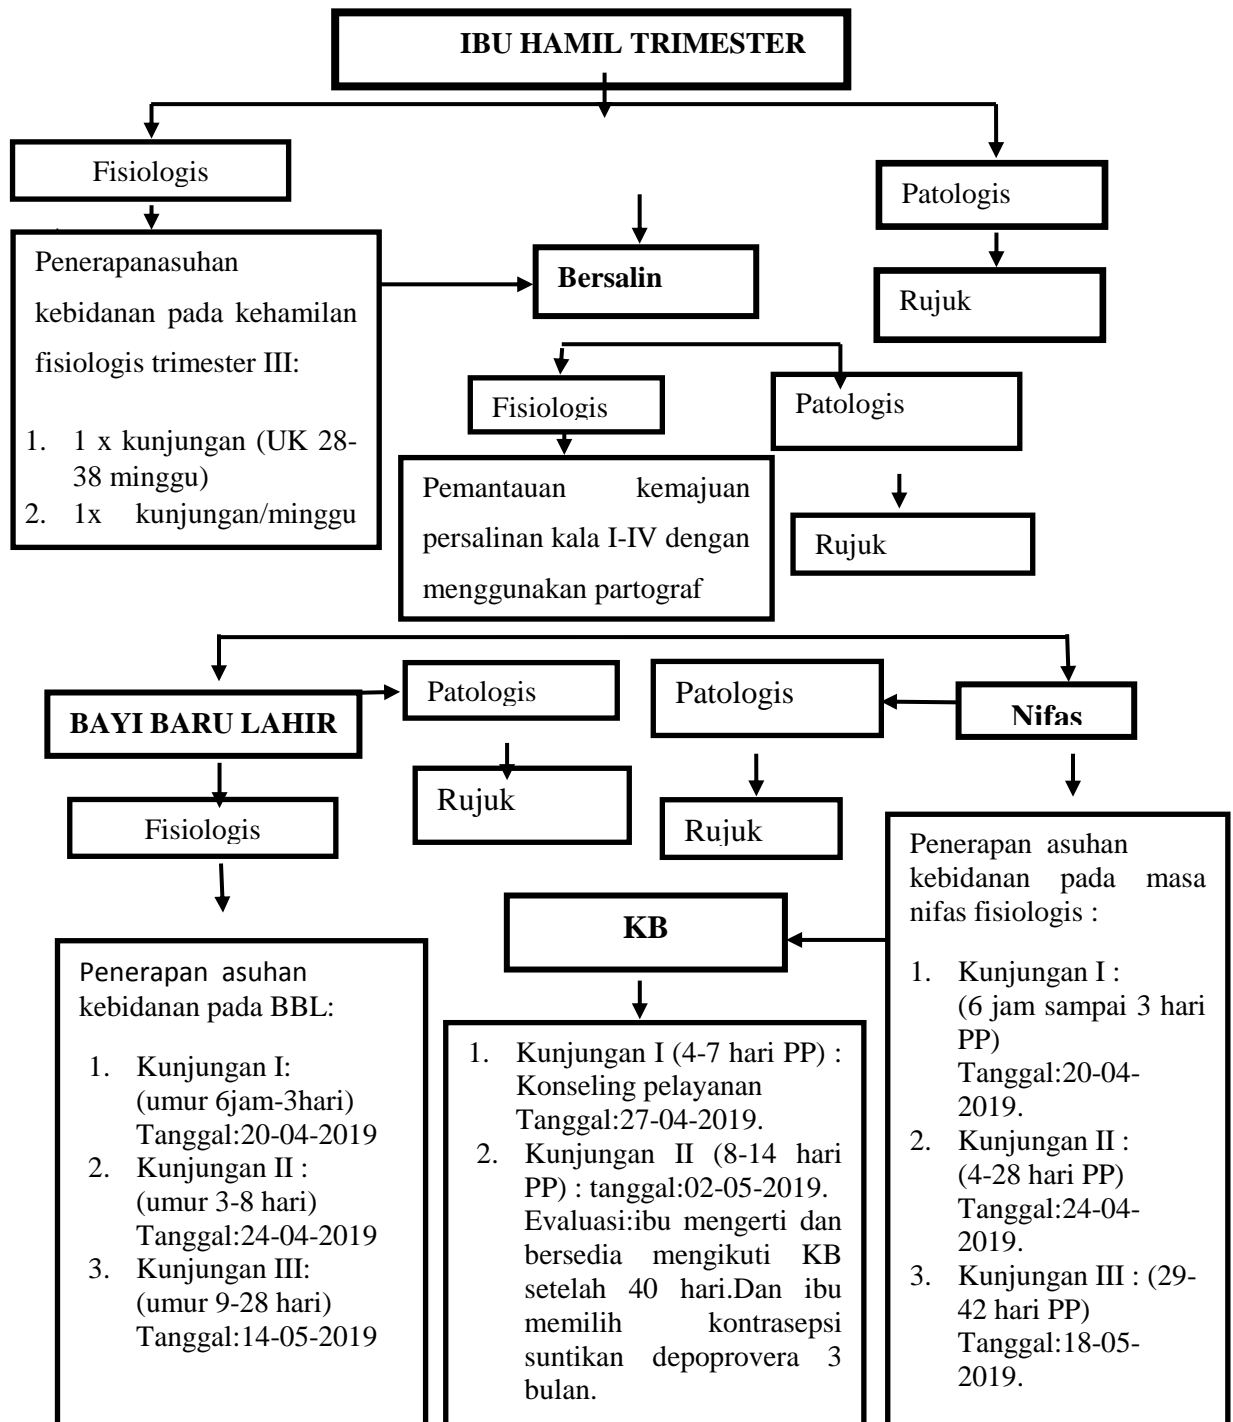 IBU HAMIL TRIMESTER
Fisiologis
Patologis
Penerapanasuhan
kebidanan pada kehamilan
fisiologis trimester III:
1. 1 x kunjungan (UK 28-
38 minggu)
2. 1x kunjungan/minggu
Bersalin
Rujuk
Fisiologis
Patologis
Pemantauan kemajuan
persalinan kala I-IV dengan
menggunakan partograf
Rujuk
BAYI BARU LAHIR
Patologis
Patologis
Nifas
Rujuk
Rujuk
Fisiologis
Penerapan asuhan
kebidanan pada BBL:
1. Kunjungan I:
(umur 6jam-3hari)
Tanggal:20-04-2019
2. Kunjungan II :
(umur 3-8 hari)
Tanggal:24-04-2019
3. Kunjungan III:
(umur 9-28 hari)
Tanggal:14-05-2019
KB
1. Kunjungan I (4-7 hari PP) :
Konseling pelayanan
Tanggal:27-04-2019.
2. Kunjungan II (8-14 hari
PP) : tanggal:02-05-2019.
Evaluasi:ibu mengerti dan
bersedia mengikuti KB
setelah 40 hari.Dan ibu
memilih kontrasepsi
suntikan depoprovera 3
bulan.
Penerapan asuhan
kebidanan pada masa
nifas fisiologis :
1. Kunjungan I :
(6 jam sampai 3 hari
PP)
Tanggal:20-04-
2019.
2. Kunjungan II :
(4-28 hari PP)
Tanggal:24-04-
2019.
3. Kunjungan III : (29-
42 hari PP)
Tanggal:18-05-
2019.